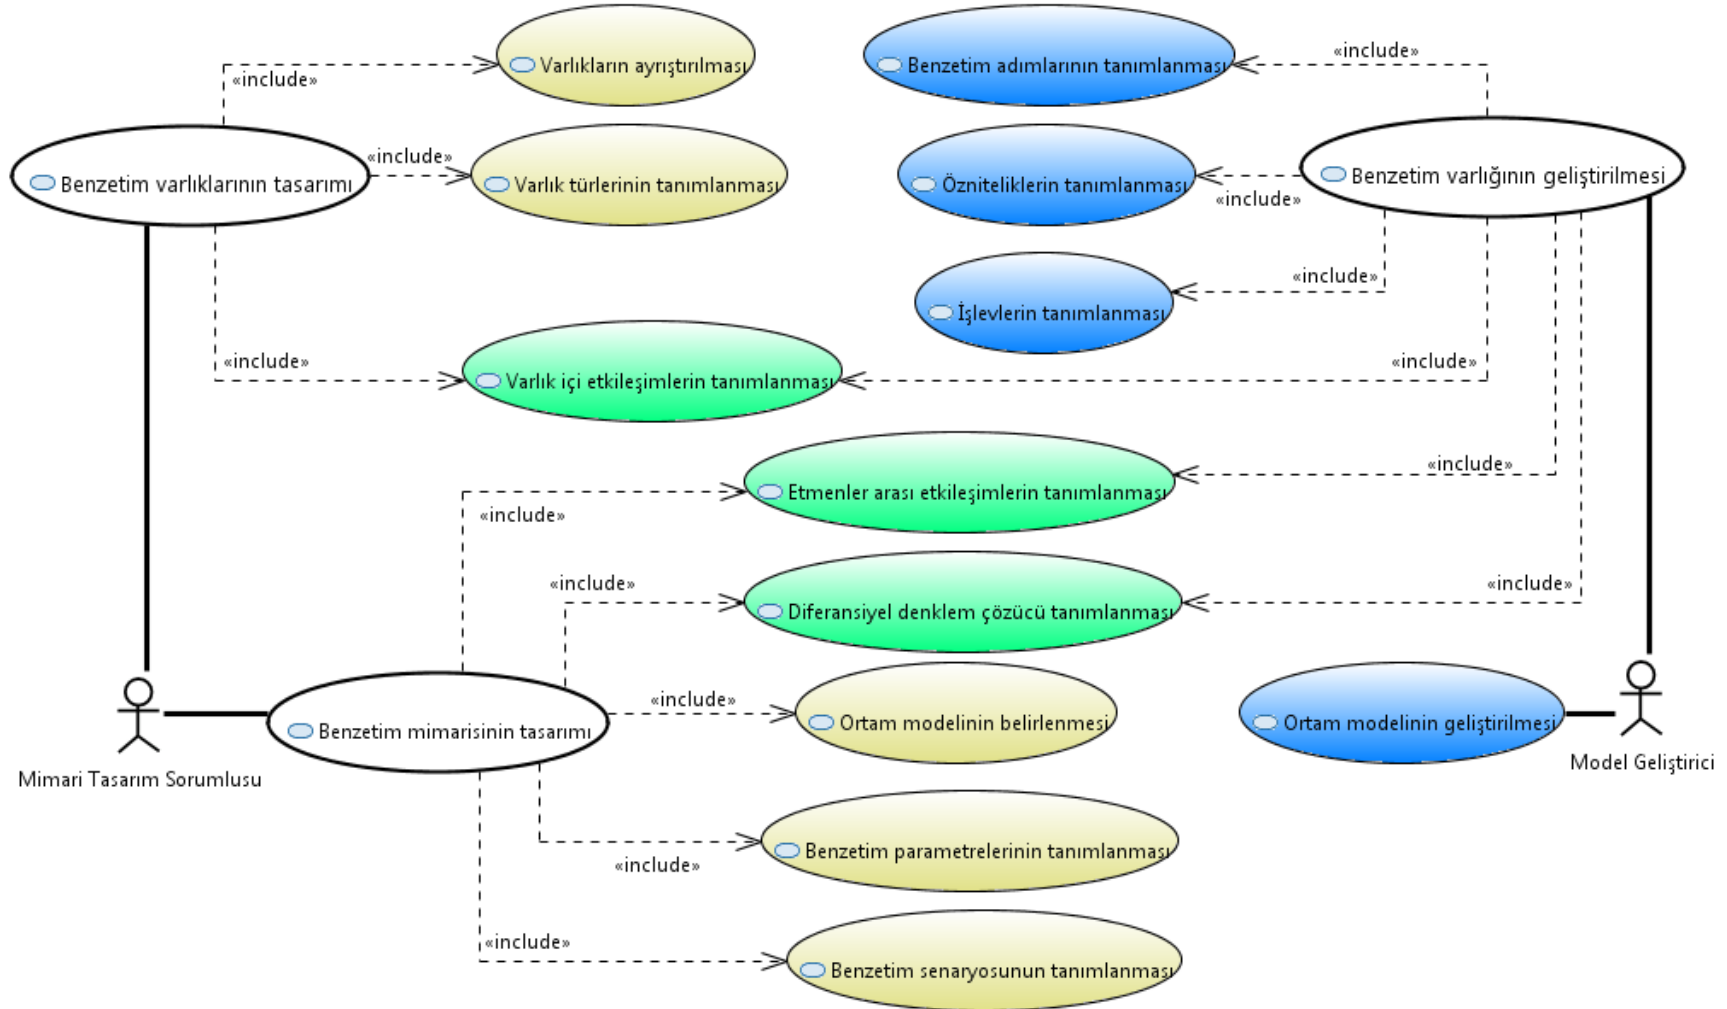 «include»
Varlıkların ayrıştırılması
«include»
Benzetim adımlarının tanımlanması
Benzetim varlıklarının tasarımı
«include»
Varlık türlerinin tanımlanması
Özniteliklerin tanımlanması
«include»
Benzetim varlığının geliştirilmesi
«include»
İşlevlerin tanımlanması
«include»
Varlık içi etkileşimlerin tanımlanması
«include»
«include»
Etmenler arası etkileşimlerin tanımlanması
«include»
«include»
Diferansiyel denklem çözücü tanımlanması
«include»
Mimari Tasarım Sorumlusu
Benzetim mimarisinin tasarımı
«include»
Ortam modelinin belirlenmesi
Ortam modelinin geliştirilmesi
Model Geliştirici
«include»
Benzetim parametrelerinin tanımlanması
«include»
Benzetim senaryosunun tanımlanması